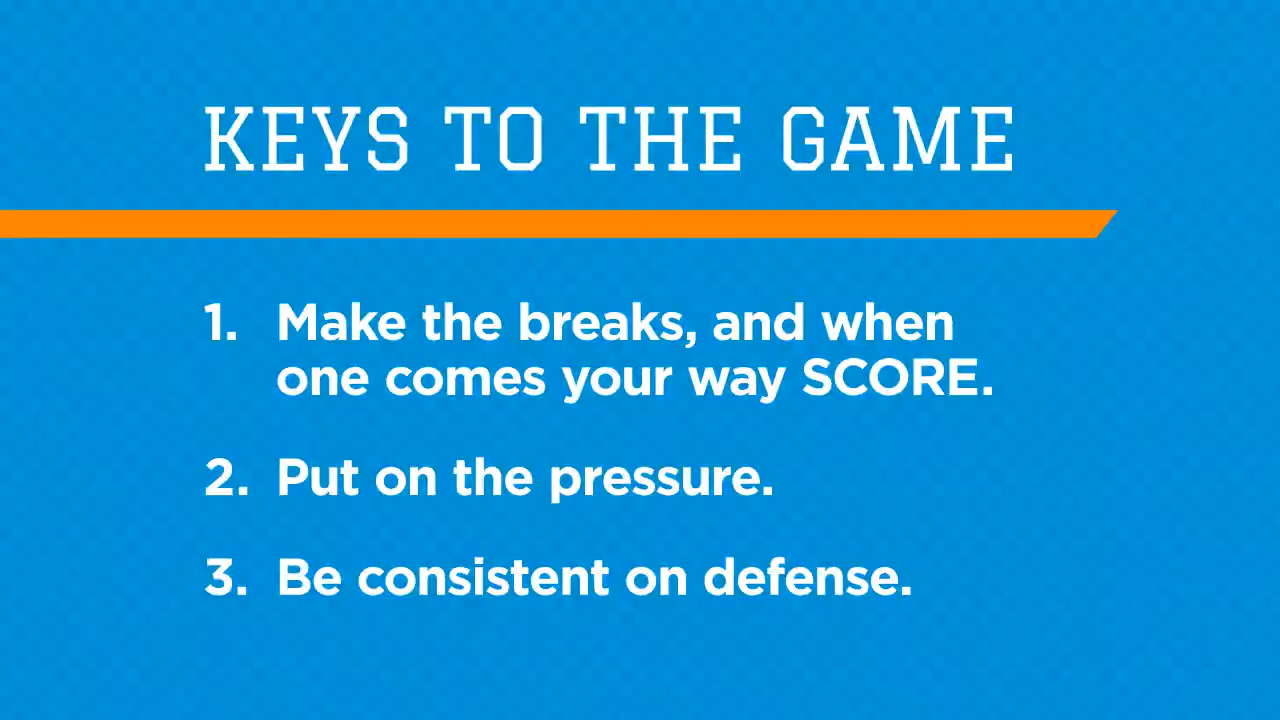 KEYS TO THE GAME
1. Make the breaks, and when
one comes your way SCORE.
2. Put on the pressure.
3. Be consistent on defense.